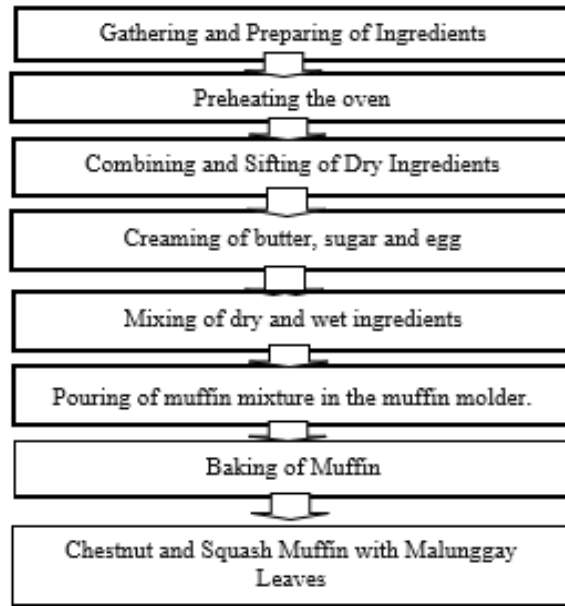 Gathering and Preparing of Ingredients
Preheating the oven
Combining and Sifting of Dry Ingredients
Creaming of butter, sugar and egg
Mixing of dry and wet ingredients
Pouring of muffin mixture in the muffin molder.
Baking of Muffin
Chestnut and Squash Muffin with Malunggay
Leaves